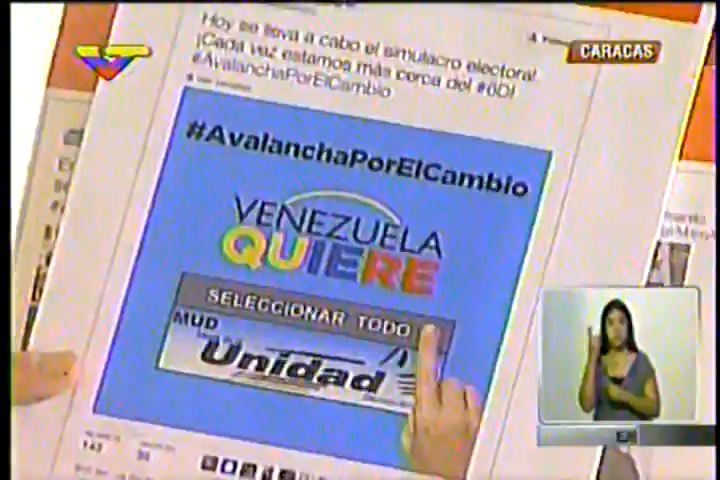 Hoy se lleva a cabo el simulacro electoral.
¡Cada vez estamos más cerca del #6D!
#AvalanchaPorElCambio
CARACAS
#AvalanchaPorElCambio
VENEZUELA
QUIERE
SELECCIONAR TODO
MUD
Unidad
143